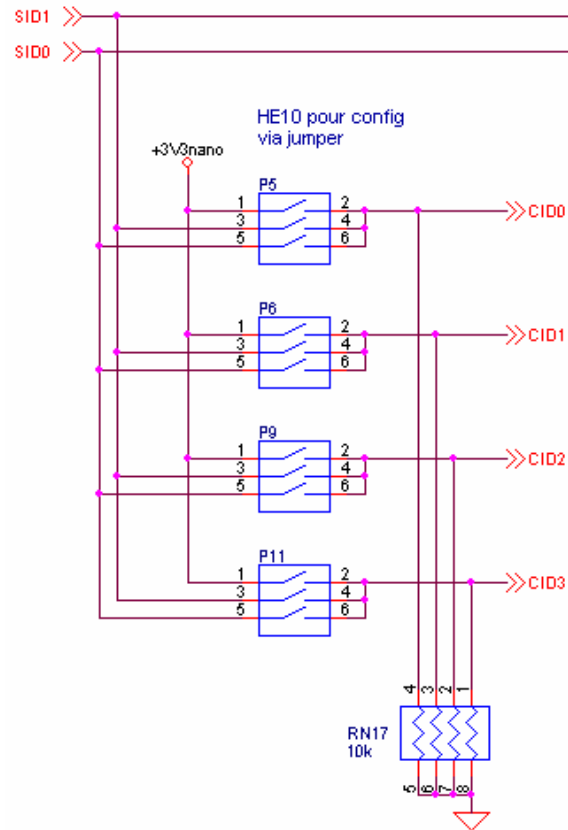 SID1
SID0
HE10 pour config
via jumper
+3V3nano
P5
1 2
3 4
5 6
CID0
P6
1 2
3 4
5 6
CID1
P9
1 2
3 4
5 6
CID2
P11
1 2
3 4
5 6
CID3
4 3 2 1
RN17
10k
5 6 7 8